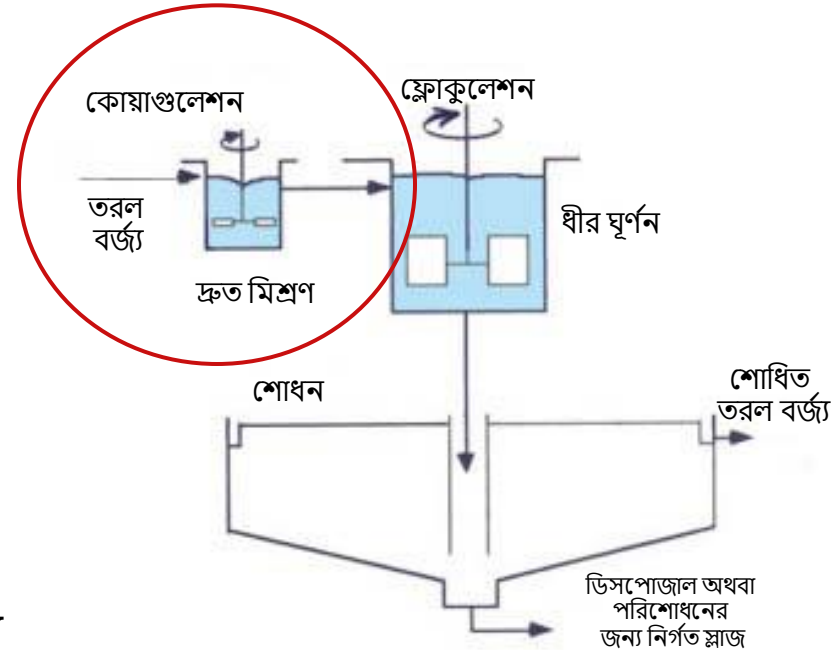 কোয়াগুলেশন
ফ্লোকুলেশন
তরল
বর্জ্য
ধীর ঘূর্ণন
দ্রুত মিশ্রণ
শোধন
শোধিত
তরল বর্জ্য
ডিসপোজাল অথবা
পরিশোধনের
জন্য নির্গত স্লাজ